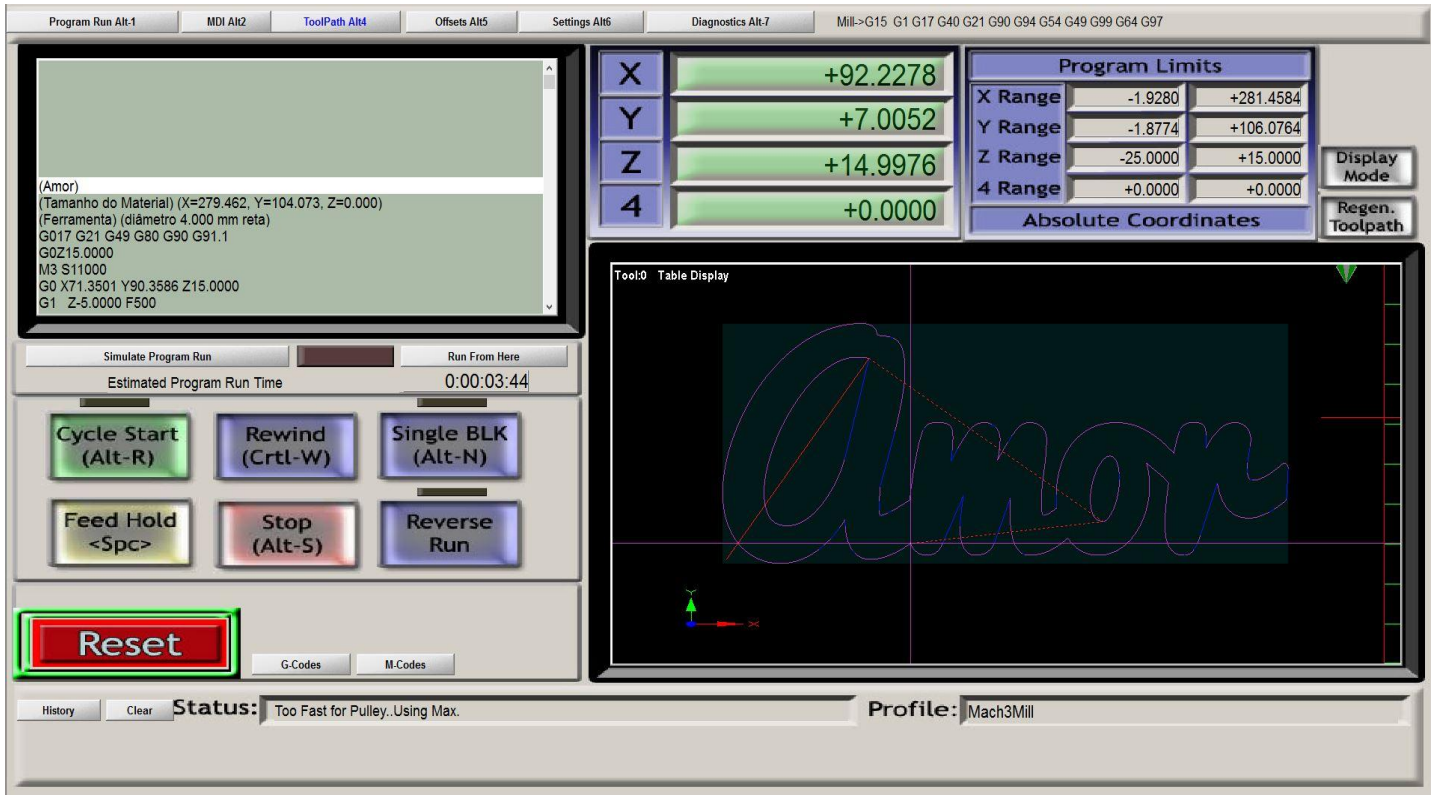 Program Run Alt-1 MDI Alt2 ToolPath Alt4 Offsets Alt5 Settings Alt6 Diagnostics Alt-7 Mill->G15 G1 G17 G40 G21 G90 G94 G54 G49 G99 G64 G97
(Amor)
(Tamanho do Material) (X=279.462, Y=104.073, Z=0.000)
(Ferramenta) (diâmetro 4.000 mm reta)
G017 G21 G49 G80 G90 G91.1
G0Z15.0000
M3 S11000
G0 X71.3501 Y90.3586 Z15.0000
G1 Z-5.0000 F500
X +92.2278
Y +7.0052
Z +14.9976
4 +0.0000
Program Limits
X Range -1.9280 +281.4584
Y Range -1.8774 +106.0764
Z Range -25.0000 +15.0000
4 Range +0.0000 +0.0000
Absolute Coordinates
Display
Mode
Regen.
Toolpath
Tool:0 Table Display
Y
X
Simulate Program Run Run From Here
Estimated Program Run Time 0:00:03:44
Cycle Start
(Alt-R)
Rewind
(Crtl-W)
Single BLK
(Alt-N)
Feed Hold
<Spc>
Stop
(Alt-S)
Reverse
Run
Reset
G-Codes M-Codes
History Clear Status: Too Fast for Pulley..Using Max. Profile: Mach3Mill
Amor